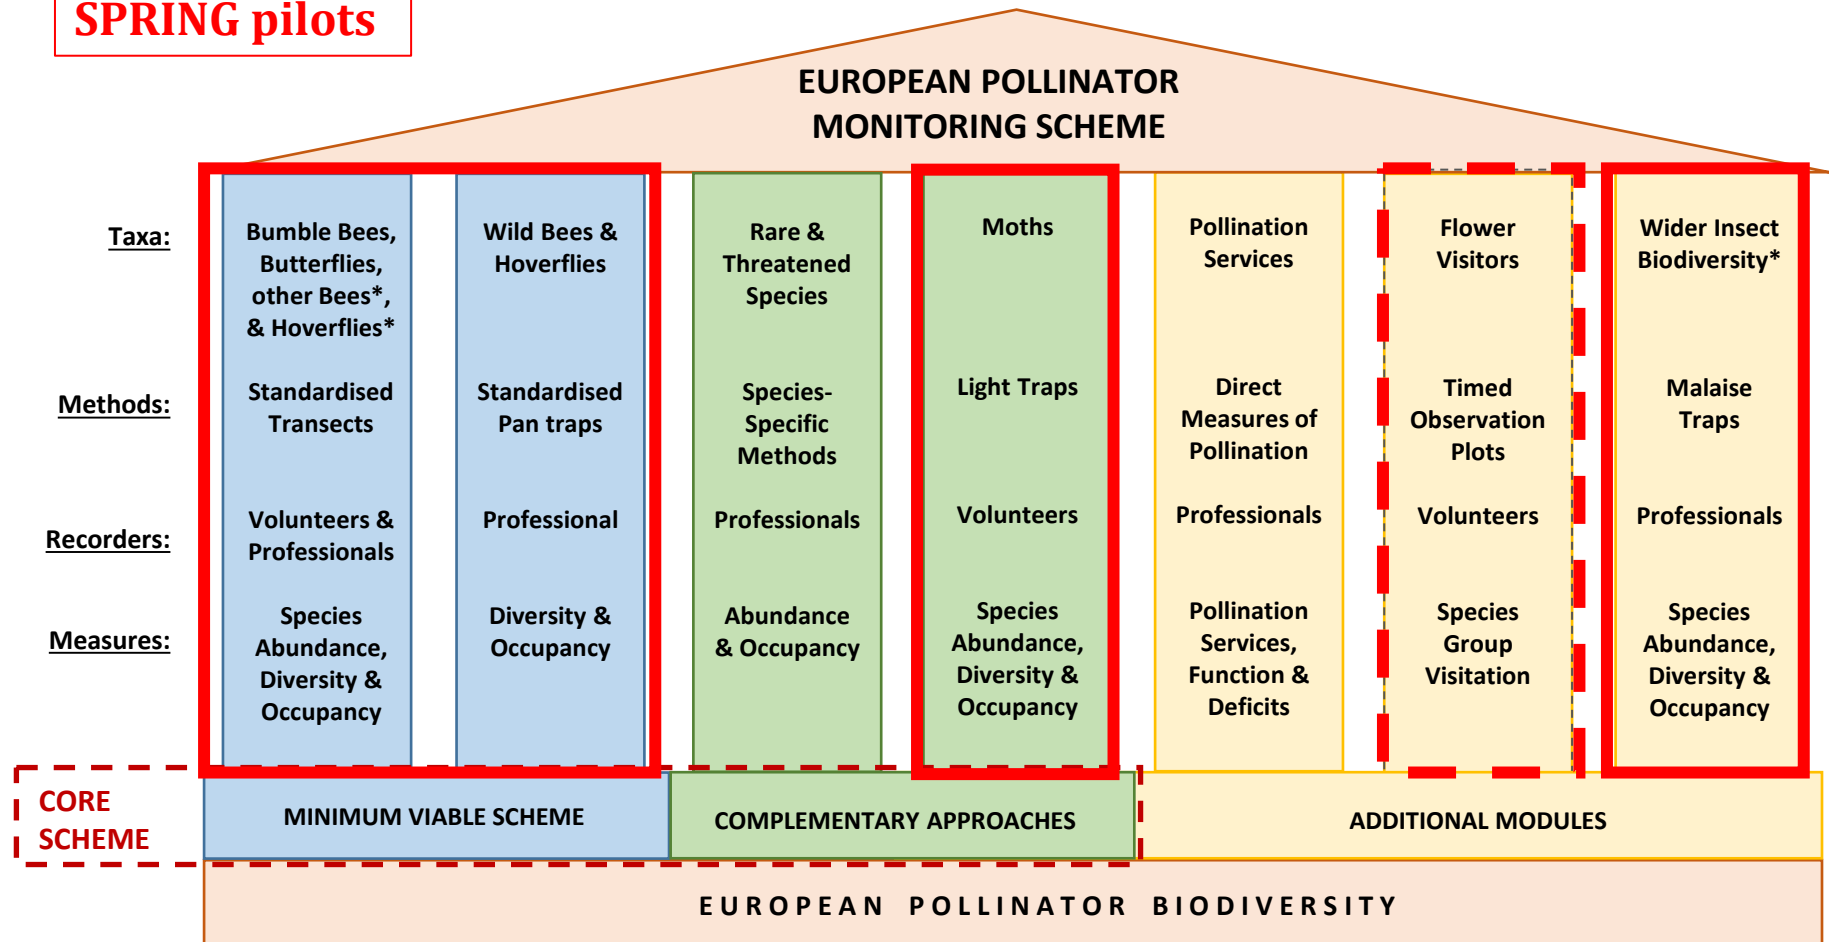 SPRING pilots
EUROPEAN POLLINATOR
MONITORING SCHEME
Taxa:
Bumble Bees,
Butterflies,
other Bees*,
& Hoverflies*
Wild Bees &
Hoverflies
Rare &
Threatened
Species
Moths
Pollination
Services
Flower
Visitors
Wider Insect
Biodiversity*
Methods:
Standardised
Transects
Standardised
Pan traps
Species-
Specific
Methods
Light Traps
Direct
Measures of
Pollination
Timed
Observation
Plots
Malaise
Traps
Recorders:
Volunteers &
Professionals
Professional
Professionals
Volunteers
Professionals
Volunteers
Professionals
Measures:
Species
Abundance,
Diversity &
Occupancy
Diversity &
Occupancy
Abundance
& Occupancy
Species
Abundance,
Diversity &
Occupancy
Pollination
Services,
Function &
Deficits
Species
Group
Visitation
Species
Abundance,
Diversity &
Occupancy
CORE
SCHEME
MINIMUM VIABLE SCHEME
COMPLEMENTARY APPROACHES
ADDITIONAL MODULES
EUROPEAN POLLINATOR BIODIVERSITY